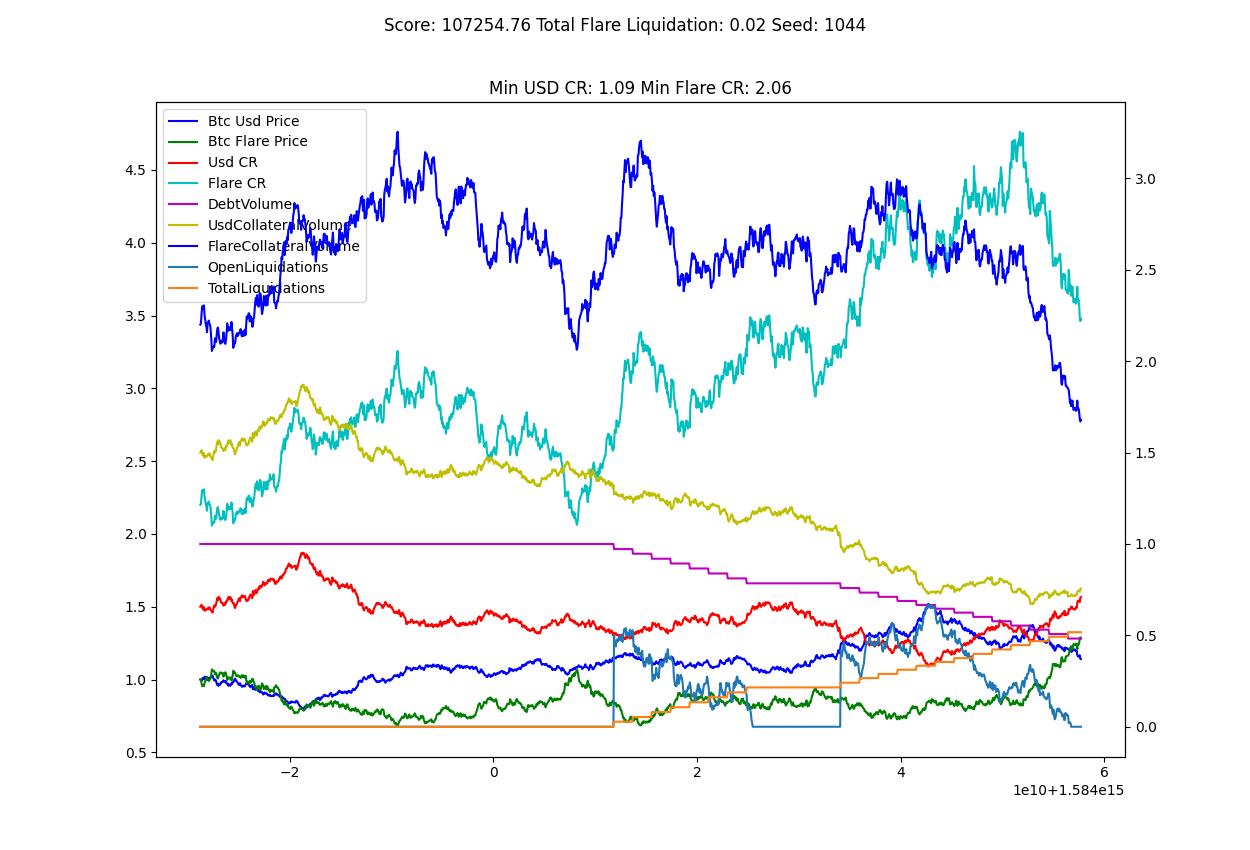 Score: 107254.76 Total Flare Liquidation: 0.02 Seed: 1044
Min USD CR: 1.09 Min Flare CR: 2.06
Btc Usd Price
Btc Flare Price
Usd CR
Flare CR
DebtVolume
UsdCollateralVolume
FlareCollateralVolume
OpenLiquidations
TotalLiquidations
4.5
4.0
3.5
3.0
2.5
2.0
1.5
1.0
0.5
3.0
2.5
2.0
1.5
1.0
0.5
0.0
−2 0 2 4 6
1e10+1.584e15